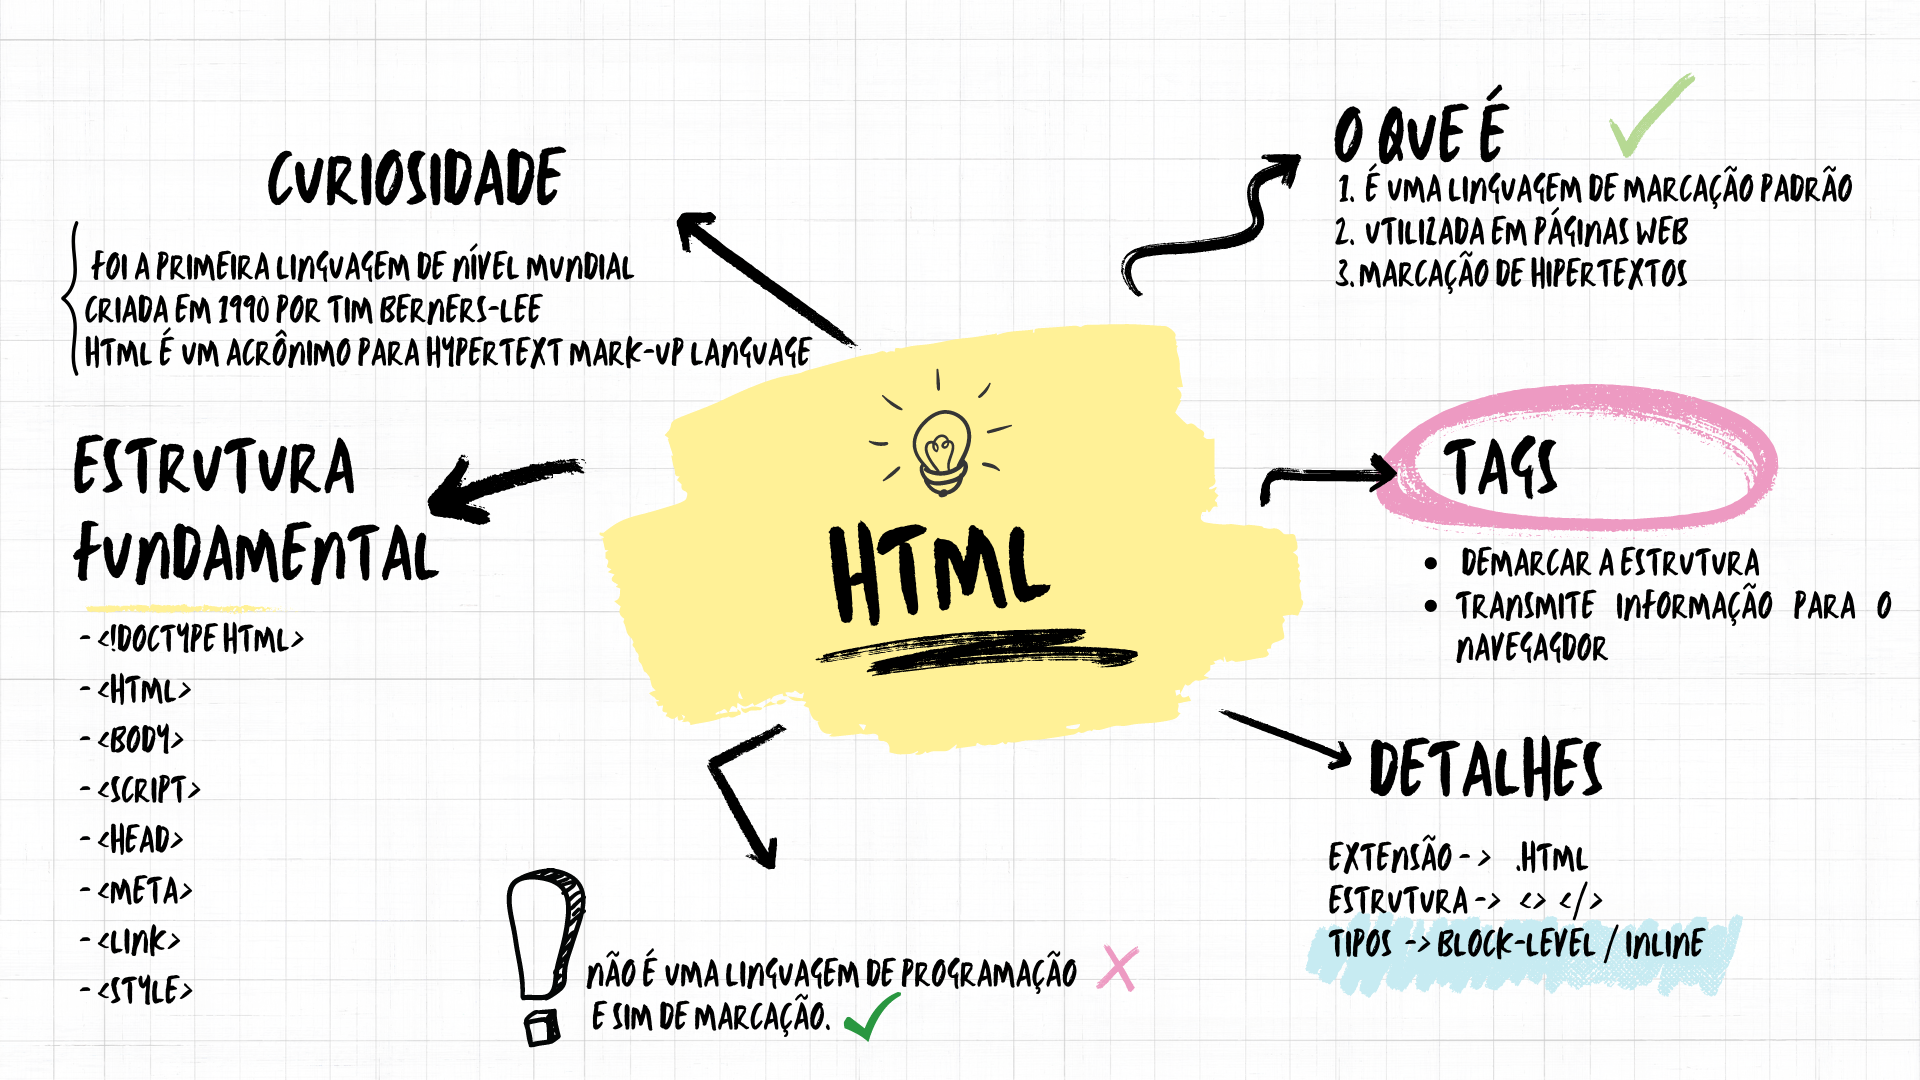 CURIOSIDADE
FOI A PRIMEIRA LINGUAGEM DE NÍVEL MUNDIAL
CRIADA EM 1990 POR TIM BERNERS-LEE
HTML É UM ACRÔNIMO PARA HYPERTEXT MARK-UP LANGUAGE
O QUE É
1. É UMA LINGUAGEM DE MARCAÇÃO PADRÃO
2. UTILIZADA EM PÁGINAS WEB
3. MARCAÇÃO DE HIPERTEXTOS
ESTRUTURA
FUNDAMENTAL
- <!DOCTYPE HTML>
- <HTML>
- <BODY>
- <SCRIPT>
- <HEAD>
- <META>
- <LINK>
- <STYLE>
HTML
TAGS
• DEMARCAR A ESTRUTURA
• TRANSMITE INFORMAÇÃO PARA O
NAVEGAGDOR
DETALHES
EXTENSÃO -> .HTML
ESTRUTURA -> <> </>
TIPOS -> BLOCK-LEVEL / INLINE
NÃO É UMA LINGUAGEM DE PROGRAMAÇÃO
E SIM DE MARCAÇÃO.